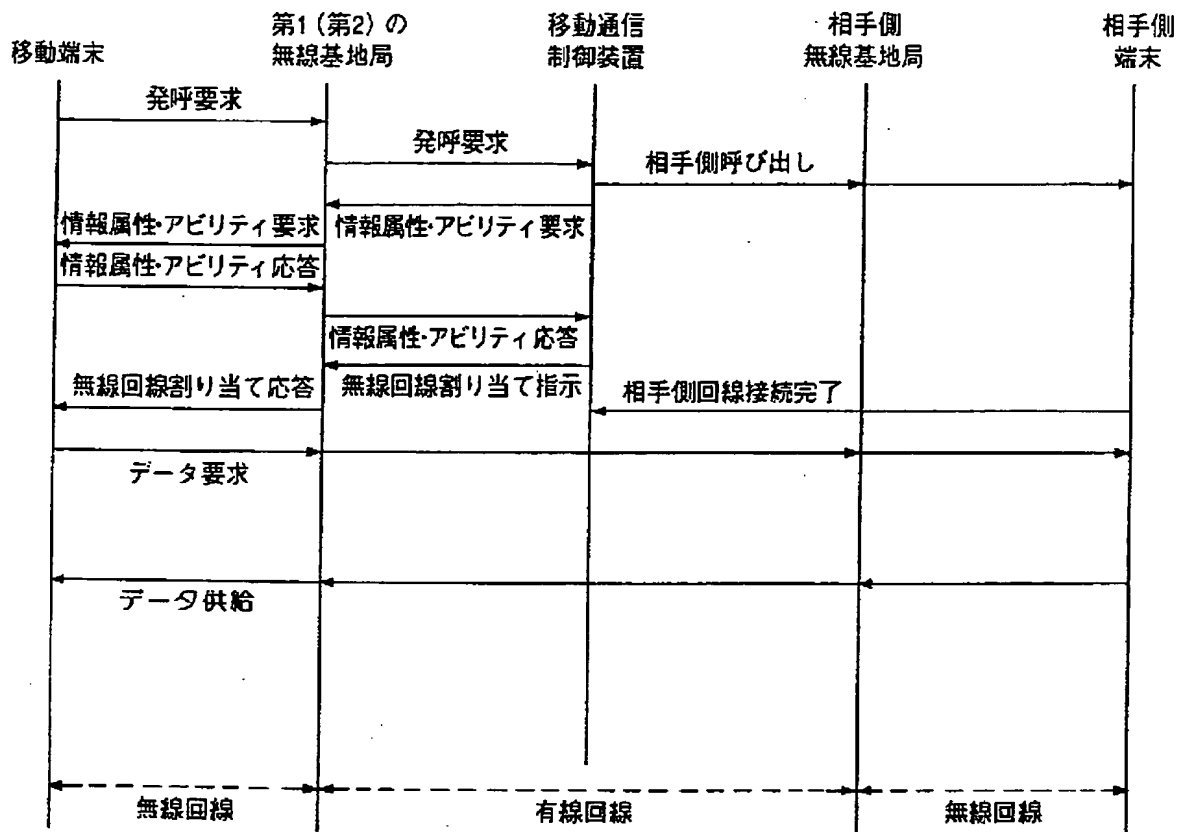 移動端末
第1(第2)の
無線基地局
移動通信
制御装置
相手側
無線基地局
相手側
端末
発呼要求
発呼要求
相手側呼び出し
情報属性・アビリティ要求
情報属性・アビリティ要求
情報属性・アビリティ応答
情報属性・アビリティ応答
無線回線割り当て応答
無線回線割り当て指示
相手側回線接続完了
データ要求
データ供給
無線回線
有線回線
無線回線